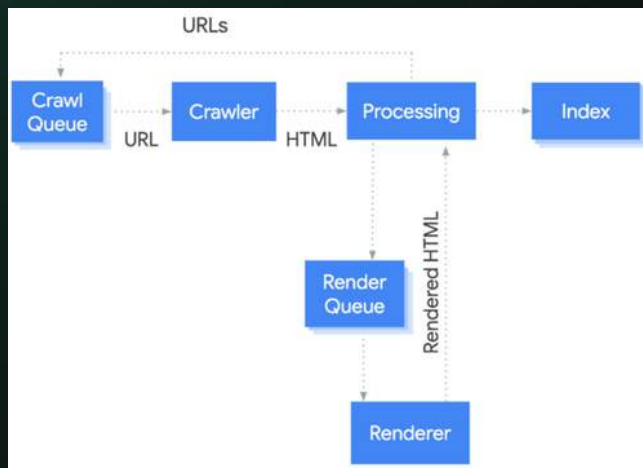 URLs
Crawl
Queue
URL
Crawler
HTML
Processing
Index
Render
Queue
Rendered HTML
Renderer